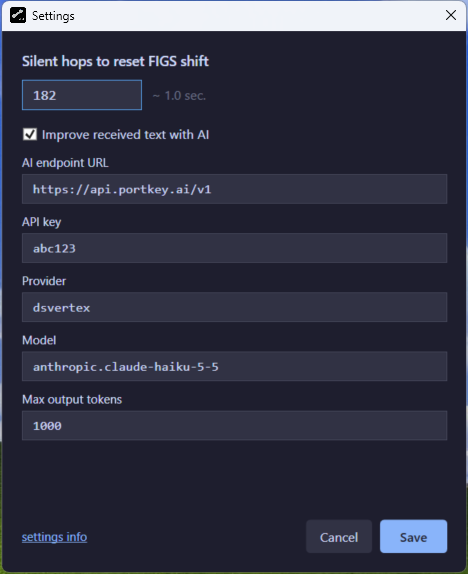 Settings
Silent hops to reset FIGS shift
182 ~ 1.0 sec.
Improve received text with AI
AI endpoint URL
https://api.portkey.ai/v1
API key
abc123
Provider
dsvertex
Model
anthropic.claude-haiku-5-5
Max output tokens
1000
settings info Cancel Save